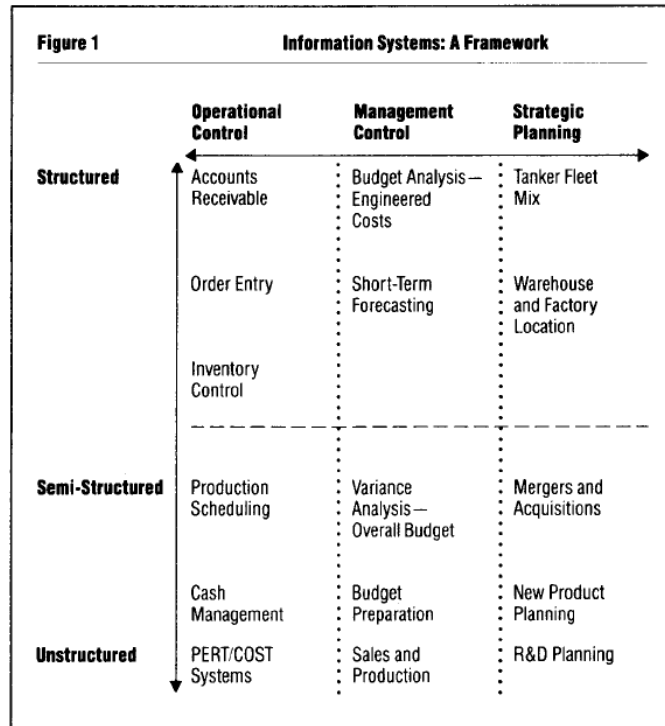 Figure 1 Information Systems: A Framework
Operational Management Strategic
Control Control Planning
Structured Accounts Budget Analysis — Tanker Fleet
Receivable Engineered Mix
Costs
Order Entry Short-Term Warehouse
Forecasting and Factory
Location
Inventory
Control
Semi-Structured Production Variance Mergers and
Scheduling Analysis — Acquisitions
Overall Budget
Cash Budget New Product
Management Preparation Planning
Unstructured PERT/COST Sales and R&D Planning
Systems Production